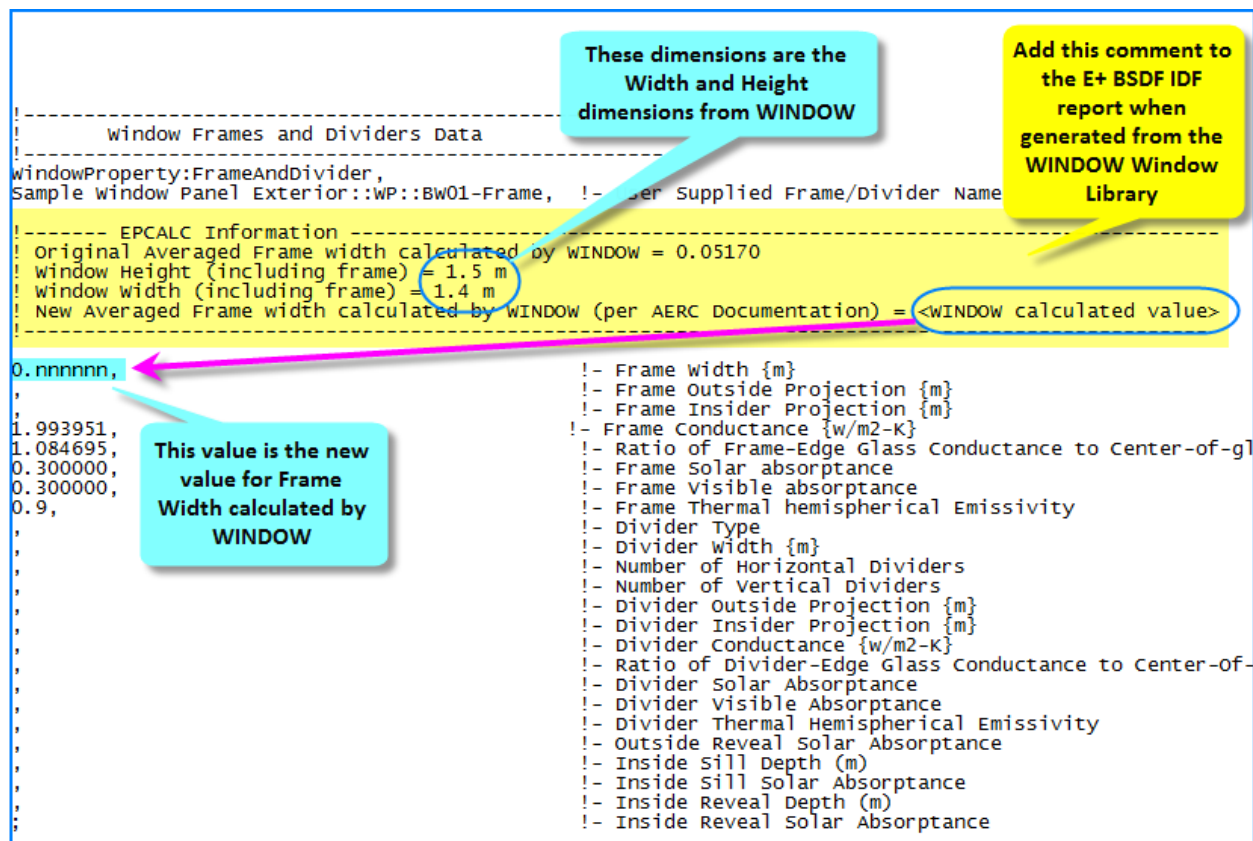 These dimensions are the
Width and Height
dimensions from WINDOW
Add this comment to
the E+ BSDF IDF
report when
generated from the
WINDOW Window
Library
!-------------------------------------------------
!       Window Frames and Dividers Data
!-------------------------------------------------
WindowProperty:FrameAndDivider,
Sample Window Panel Exterior::WP::BW01-Frame,  !- User Supplied Frame/Divider Name
!------- EPCALC Information -------------------------------------------------
! Original Averaged Frame width calculated by WINDOW = 0.05170
! Window Height (including frame) = 1.5 m
! Window Width (including frame) = 1.4 m
! New Averaged Frame width calculated by WINDOW (per AERC Documentation) = <WINDOW calculated value>
!-------------------------------------------------
0.nnnnnn, !- Frame Width {m}
, !- Frame Outside Projection {m}
, !- Frame Insider Projection {m}
1.993951, !- Frame Conductance {w/m2-K}
1.084695, !- Ratio of Frame-Edge Glass Conductance to Center-of-gl
0.300000, !- Frame Solar absorptance
0.300000, !- Frame Visible absorptance
0.9, !- Frame Thermal hemispherical Emissivity
, !- Divider Type
, !- Divider Width {m}
, !- Number of Horizontal Dividers
, !- Number of Vertical Dividers
, !- Divider Outside Projection {m}
, !- Divider Insider Projection {m}
, !- Divider Conductance {w/m2-K}
, !- Ratio of Divider-Edge Glass Conductance to Center-Of-
, !- Divider Solar Absorptance
, !- Divider Visible Absorptance
, !- Divider Thermal Hemispherical Emissivity
, !- Outside Reveal Solar Absorptance
, !- Inside Sill Depth (m)
, !- Inside Sill Solar Absorptance
, !- Inside Reveal Depth (m)
; !- Inside Reveal Solar Absorptance
This value is the new
value for Frame
Width calculated by
WINDOW